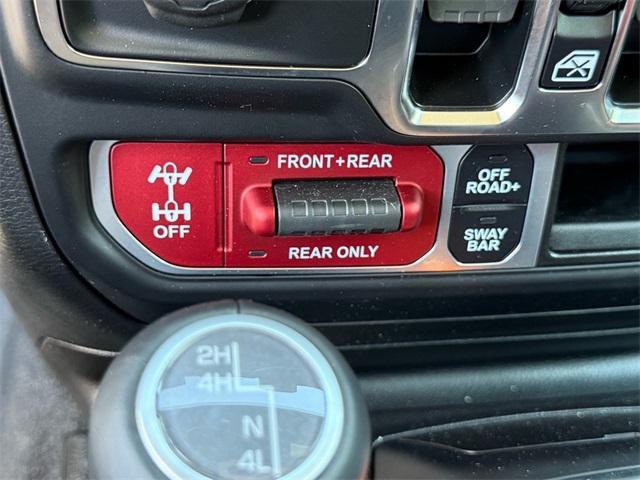 FRONT+REAR
OFF
REAR ONLY
OFF
ROAD+
SWAY
BAR
2H
4H
N
4L